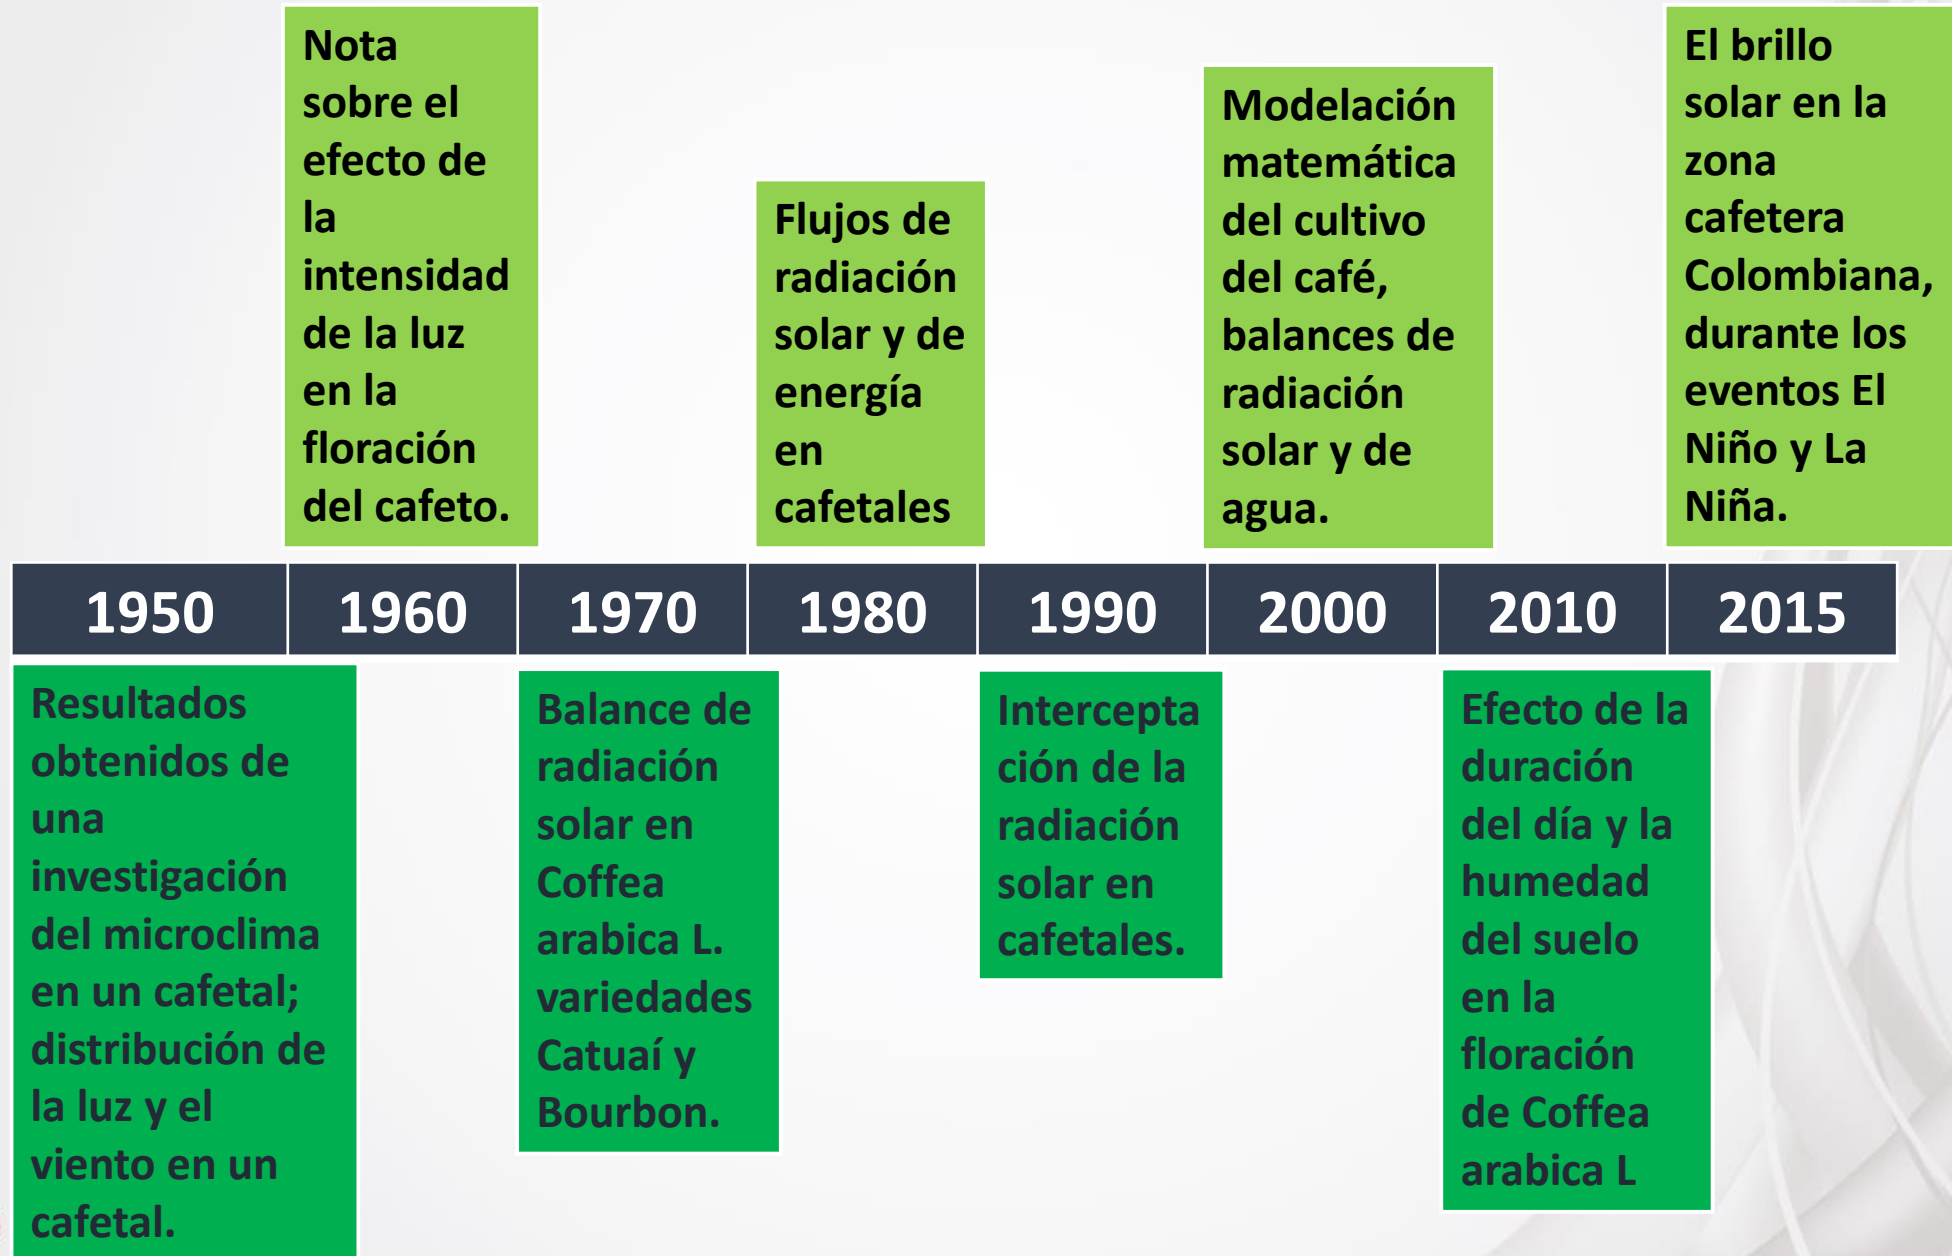 Nota
sobre el
efecto de
la
intensidad
de la luz
en la
floración
del cafeto.
Flujos de
radiación
solar y de
energía
en
cafetales
Modelación
matemática
del cultivo
del café,
balances de
radiación
solar y de
agua.
El brillo
solar en la
zona
cafetera
Colombiana,
durante los
eventos El
Niño y La
Niña.
1950 1960 1970 1980 1990 2000 2010 2015
Resultados
obtenidos de
una
investigación
del microclima
en un cafetal;
distribución de
la luz y el
viento en un
cafetal.
Balance de
radiación
solar en
Coffea
arabica L.
variedades
Catuaí y
Bourbon.
Intercepta
ción de la
radiación
solar en
cafetales.
Efecto de la
duración
del día y la
humedad
del suelo
en la
floración
de Coffea
arabica L